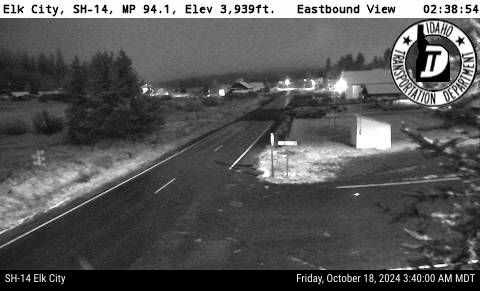 Elk City, SH-14, MP 94.1, Elev 3,939ft.   Eastbound View   02:38:54
IDAHO
TRANSPORTATION DEPARTMENT
SH-14 Elk City
Friday, October 18, 2024 3:40:00 AM MDT